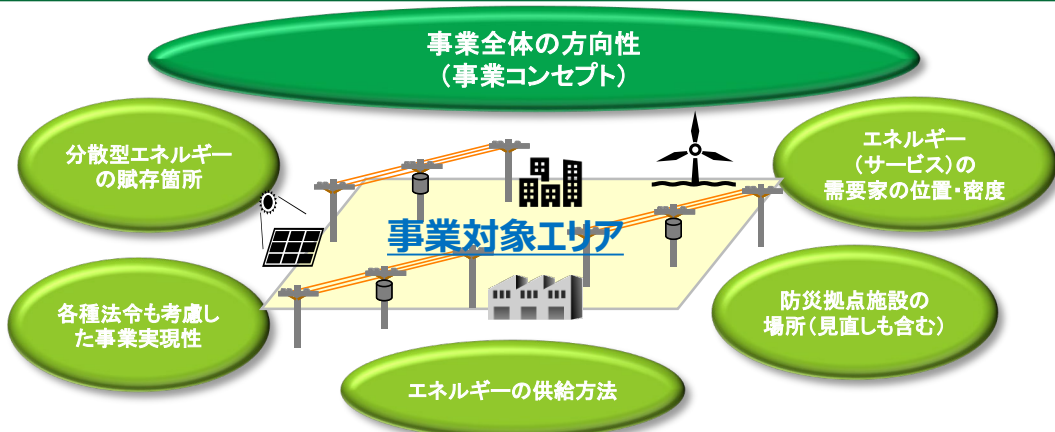 事業全体の方向性
（事業コンセプト）
分散型エネルギー
の賦存箇所
エネルギー
（サービス）の
需要家の位置・密度
事業対象エリア
各種法令も考慮し
た事業実現性
防災拠点施設の
場所（見直しも含む）
エネルギーの供給方法